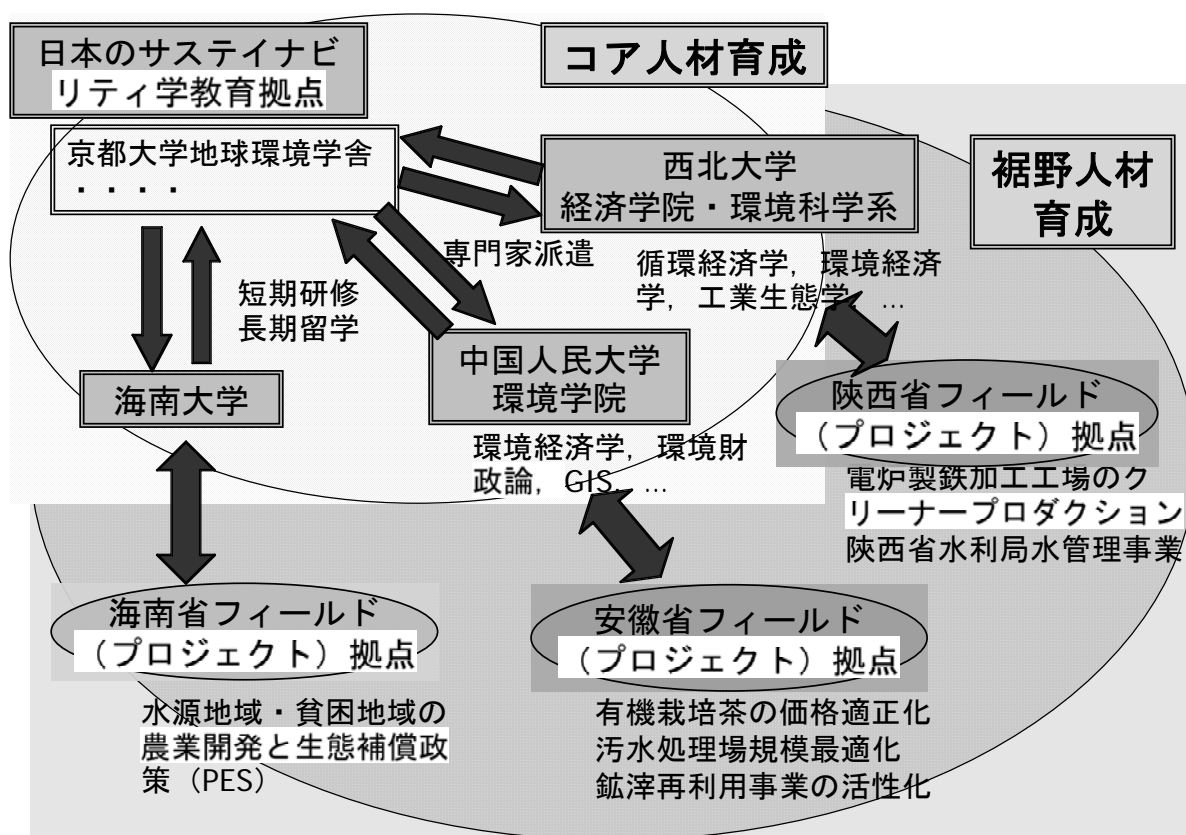 日本のサステイナビ
リティ学教育拠点
コア人材育成
京都大学地球環境学舎
・・・・
西北大学
経済学院・環境科学系
裾野人材
育成
専門家派遣
循環経済学，環境経済
学，工業生態学，…
短期研修
長期留学
中国人民大学
環境学院
海南大学
陝西省フィールド
（プロジェクト）拠点
環境経済学，環境財
政論，GIS，…
電炉製鉄加工工場のク
リーナープロダクション
陝西省水利局水管理事業
海南省フィールド
（プロジェクト）拠点
安徽省フィールド
（プロジェクト）拠点
水源地域・貧困地域の
農業開発と生態補償政
策（PES）
有機栽培茶の価格適正化
汚水処理場規模最適化
鉱滓再利用事業の活性化